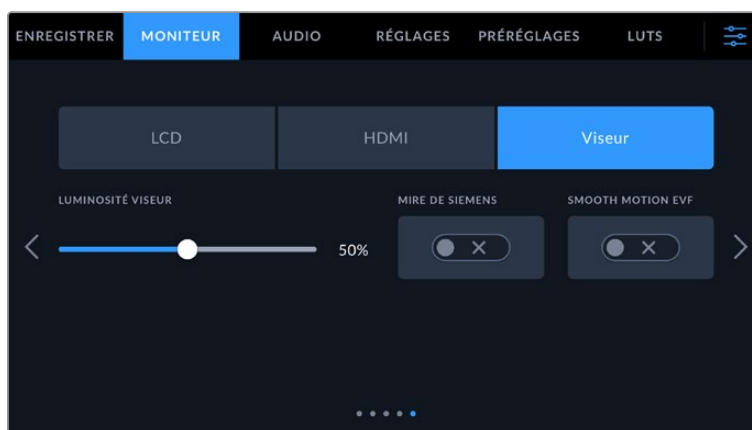 ENREGISTRER MONITEUR AUDIO RÉGLAGES PRÉRÉGLAGES LUTS
LCD HDMI Viseur
LUMINOSITÉ VISEUR MIRE DE SIEMENS SMOOTH MOTION EVF
50%